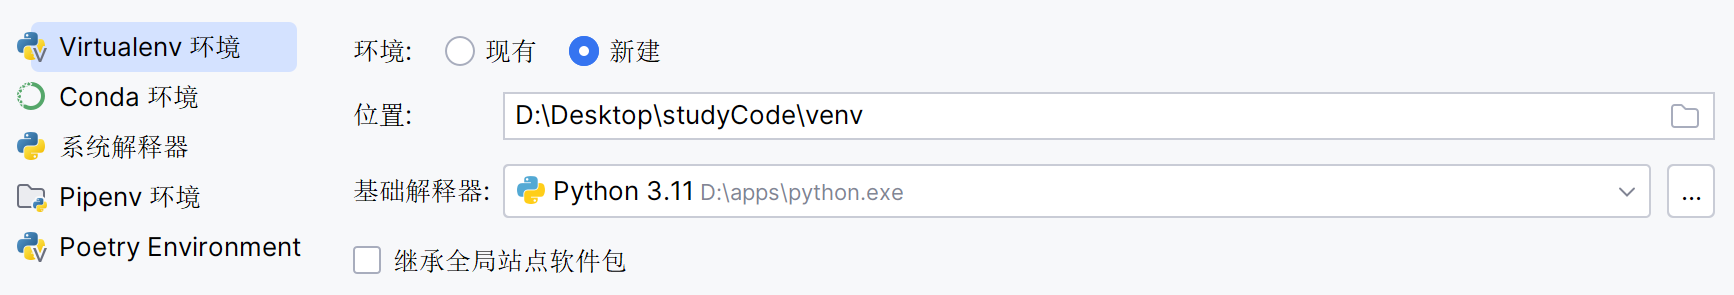 Virtualenv 环境
Conda 环境
系统解释器
Pipenv 环境
Poetry Environment
环境: 现有 新建
位置: D:\Desktop\studyCode\venv
基础解释器: Python 3.11 D:\apps\python.exe ...
继承全局站点软件包